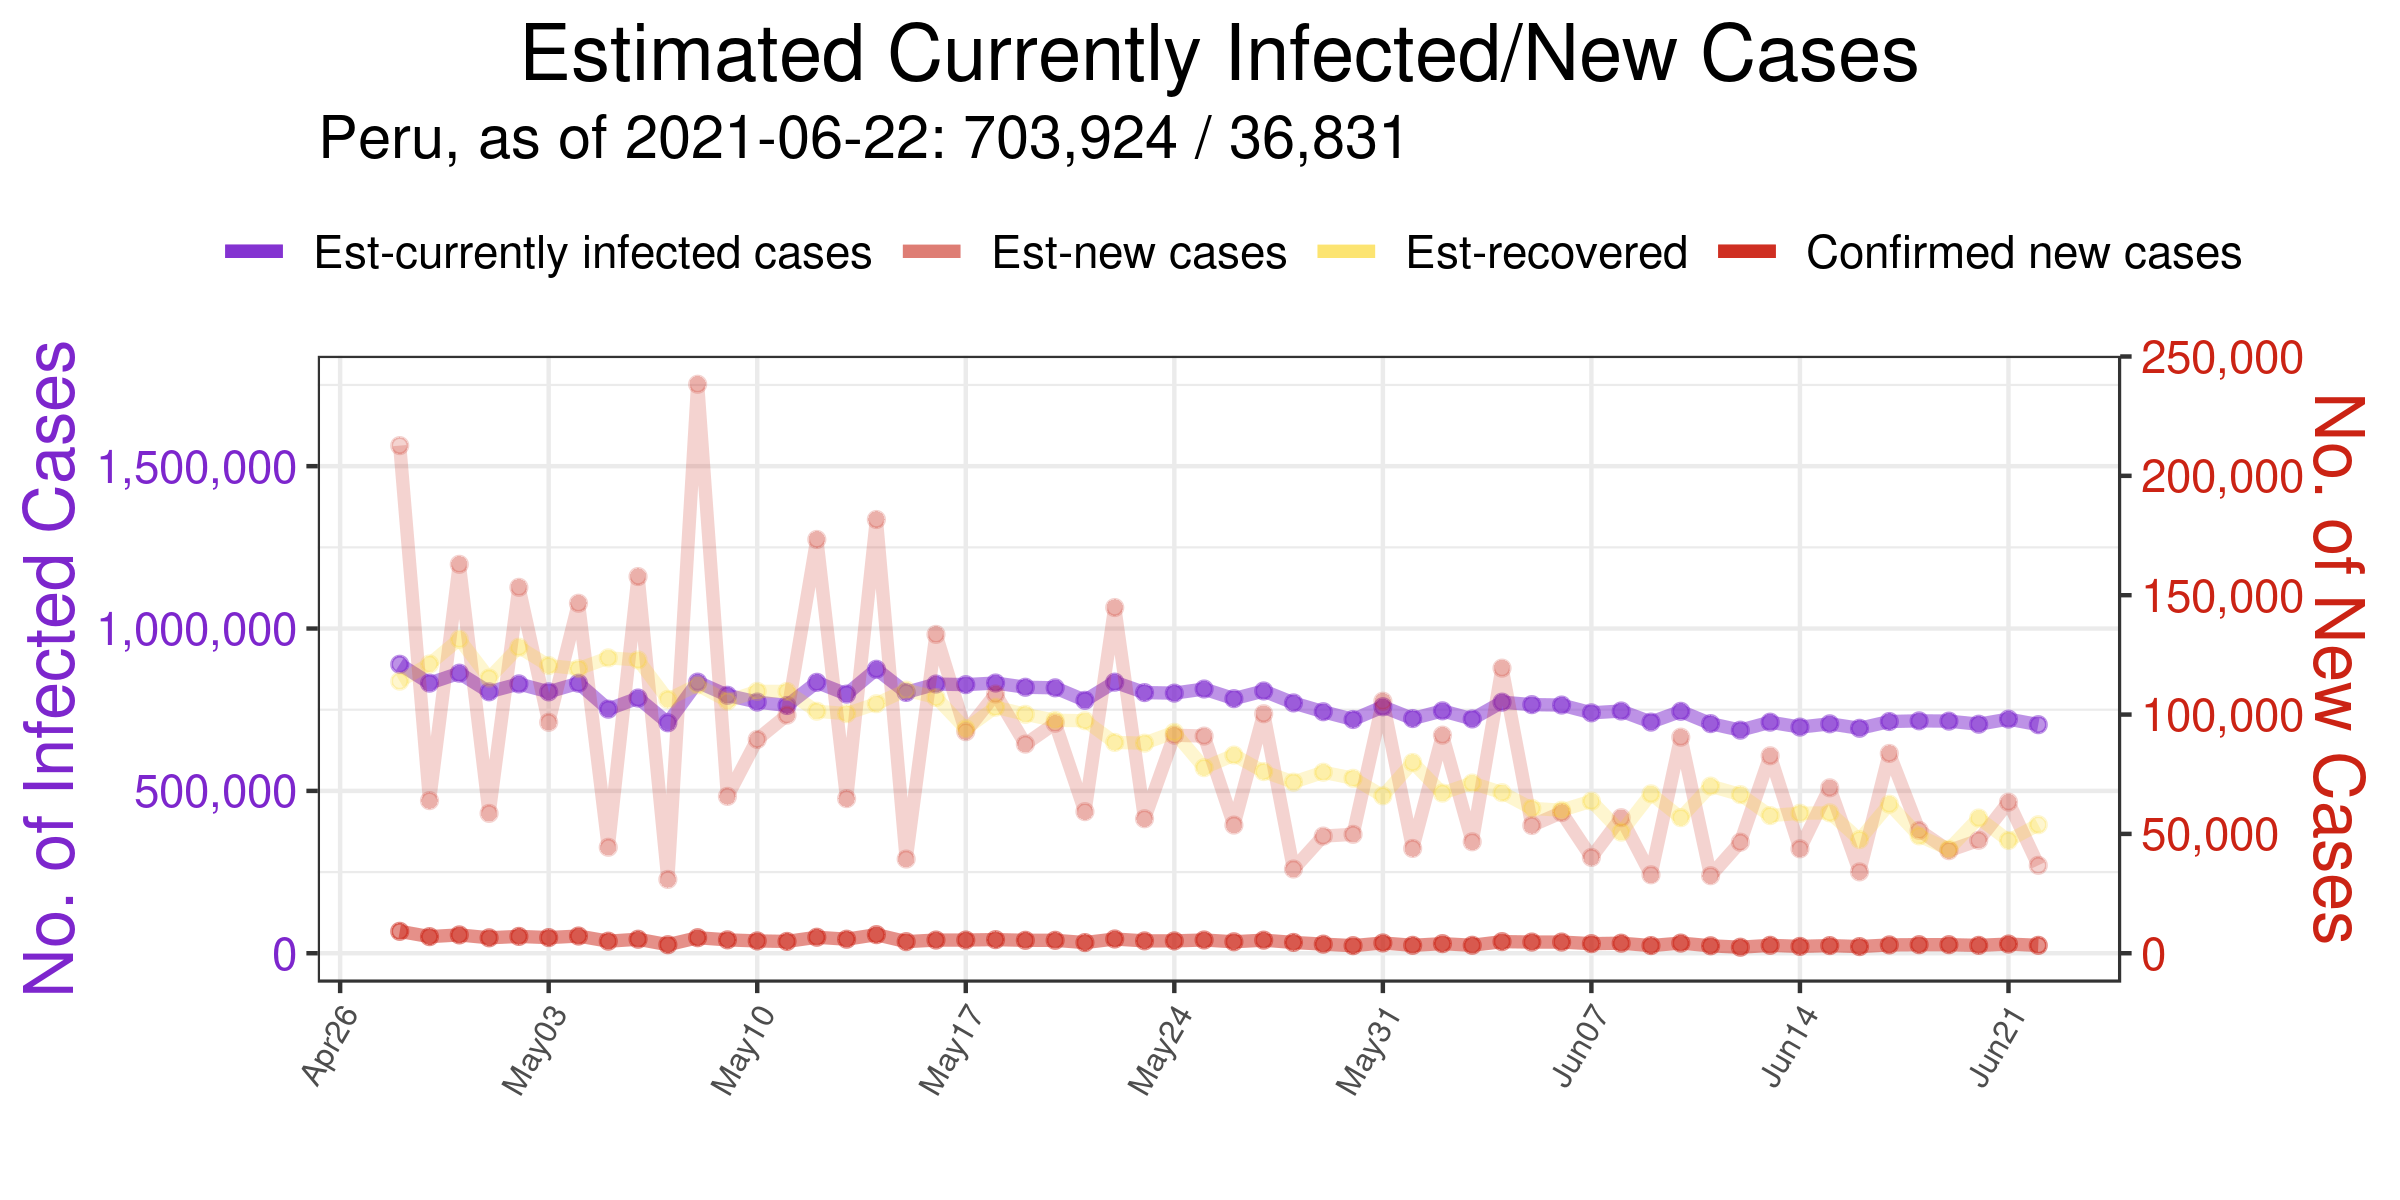 Estimated Currently Infected/New Cases
Peru, as of 2021-06-22: 703,924 / 36,831
Est-currently infected cases Est-new cases Est-recovered Confirmed new cases
No. of Infected Cases
1,500,000
1,000,000
500,000
0
250,000
200,000
150,000
100,000
50,000
0
No. of New Cases
Apr26 May03 May10 May17 May24 May31 Jun07 Jun14 Jun21